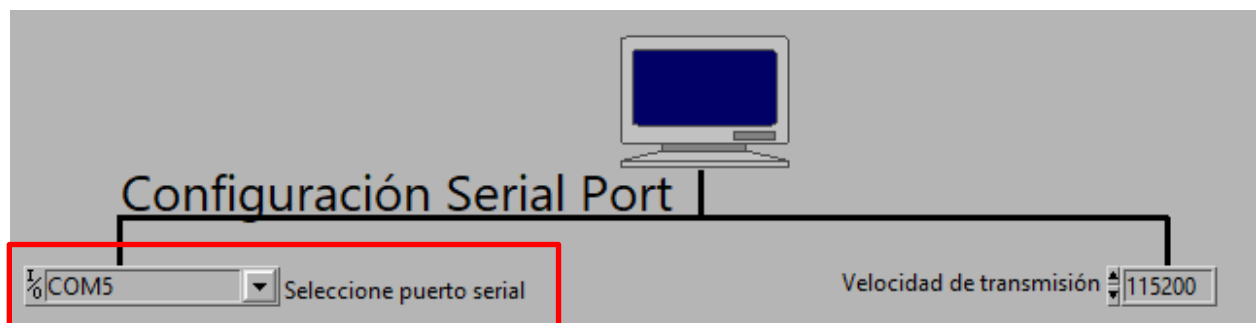 Configuración Serial Port
I/O COM5 Seleccione puerto serial
Velocidad de transmisión 115200